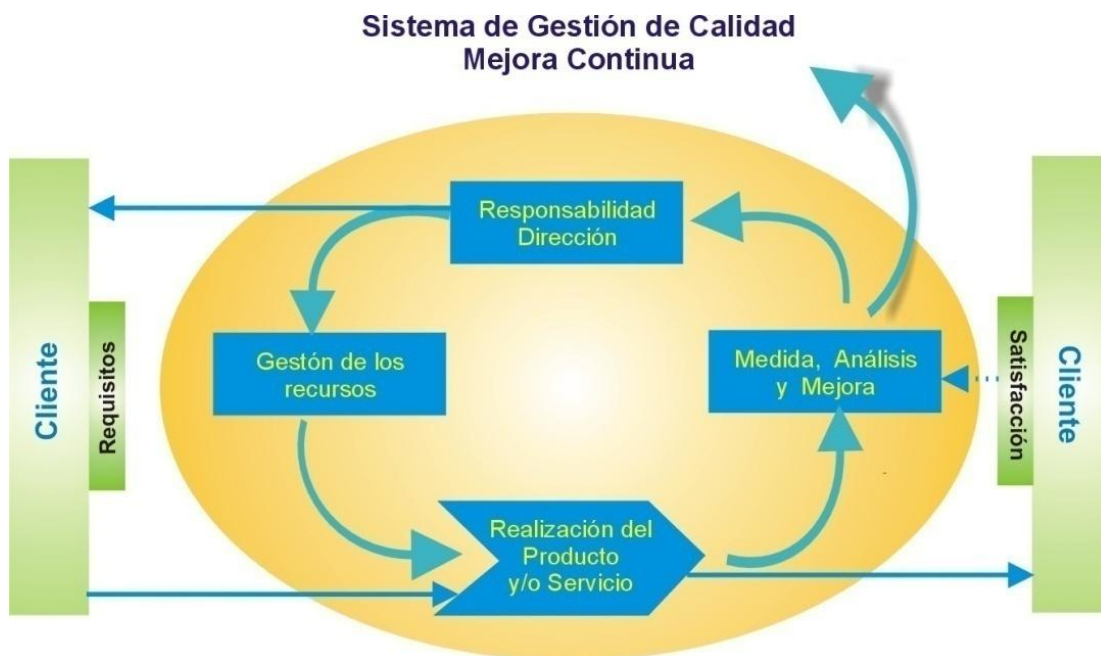 Sistema de Gestión de Calidad
Mejora Continua
Responsabilidad
Dirección
Cliente
Requisitos
Gestón de los
recursos
Medida, Análisis
y Mejora
Satisfacción
Cliente
Realización del
Producto
y/o Servicio